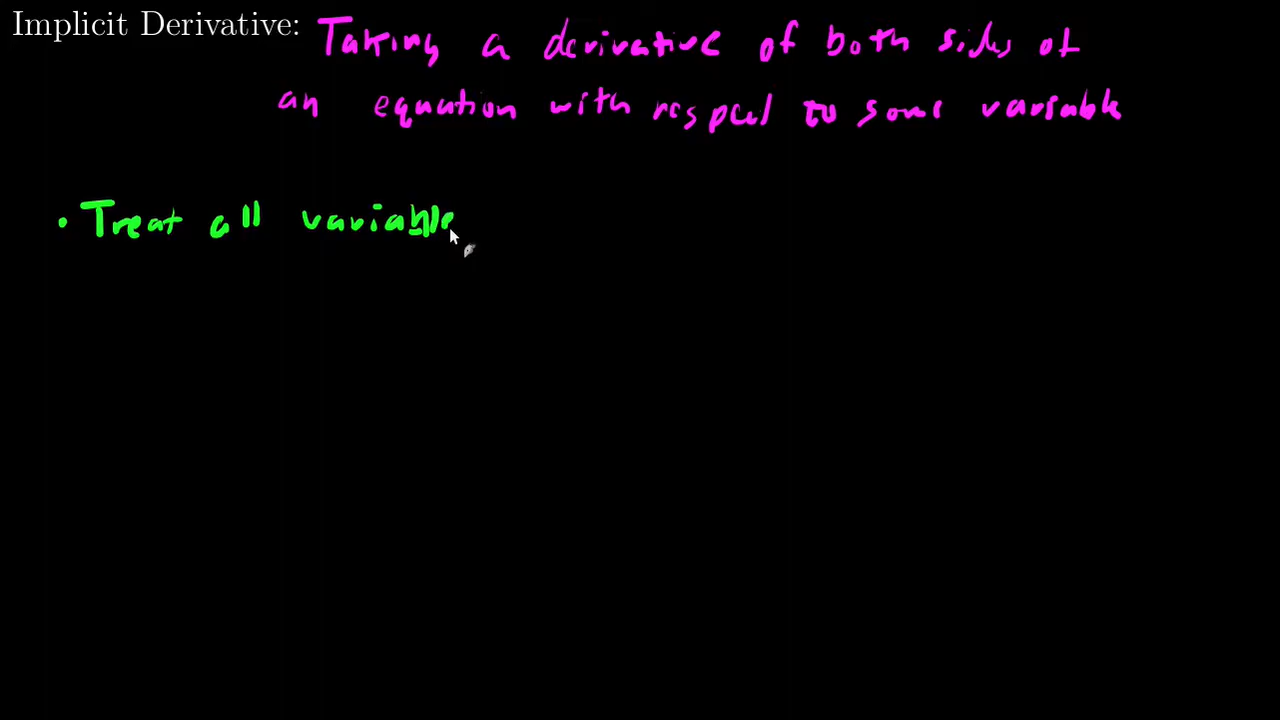 Implicit Derivative: Taking a derivative of both sides of
an equation with respect to some variable
• Treat all variable